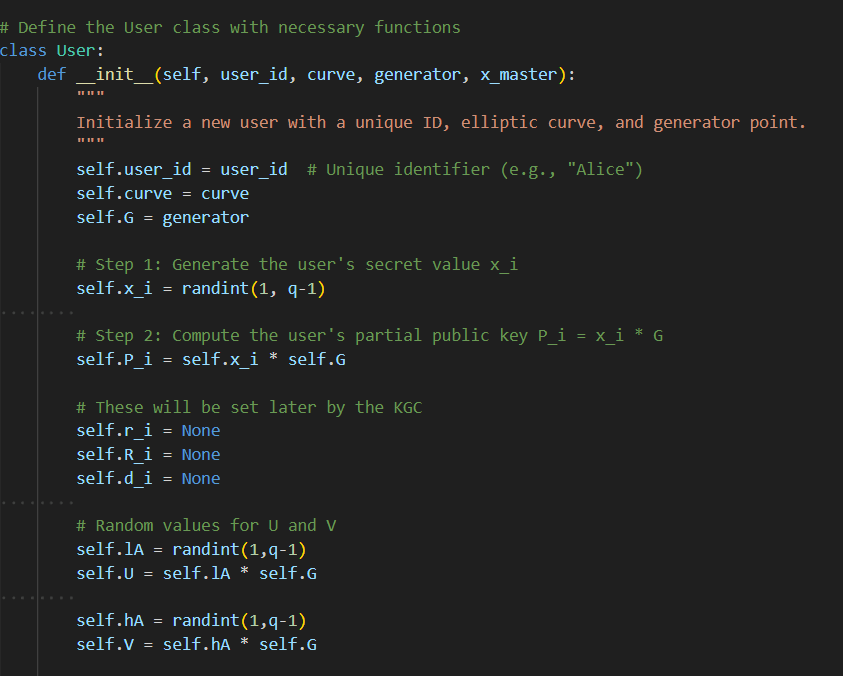 # Define the User class with necessary functions
class User:
    def __init__(self, user_id, curve, generator, x_master):
        """
        Initialize a new user with a unique ID, elliptic curve, and generator point.
        """
        self.user_id = user_id  # Unique identifier (e.g., "Alice")
        self.curve = curve
        self.G = generator
        # Step 1: Generate the user's secret value x_i
        self.x_i = randint(1, q-1)
        # Step 2: Compute the user's partial public key P_i = x_i * G
        self.P_i = self.x_i * self.G
        # These will be set later by the KGC
        self.r_i = None
        self.R_i = None
        self.d_i = None
        # Random values for U and V
        self.lA = randint(1,q-1)
        self.U = self.lA * self.G
        self.hA = randint(1,q-1)
        self.V = self.hA * self.G